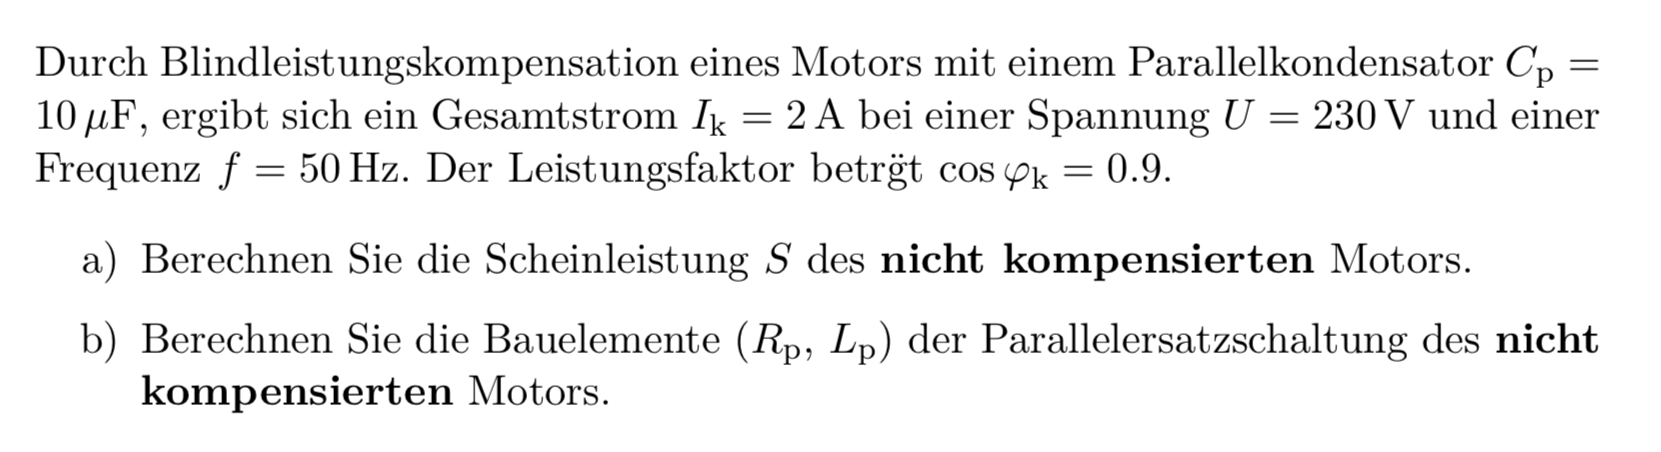 Durch Blindleistungskompensation eines Motors mit einem Parallelkondensator Cp =
10 μF, ergibt sich ein Gesamtstrom Ik = 2 A bei einer Spannung U = 230 V und einer
Frequenz f = 50 Hz. Der Leistungsfaktor betrg̈t cos φk = 0.9.
a) Berechnen Sie die Scheinleistung S des nicht kompensierten Motors.
b) Berechnen Sie die Bauelemente (Rp, Lp) der Parallelersatzschaltung des nicht
kompensierten Motors.